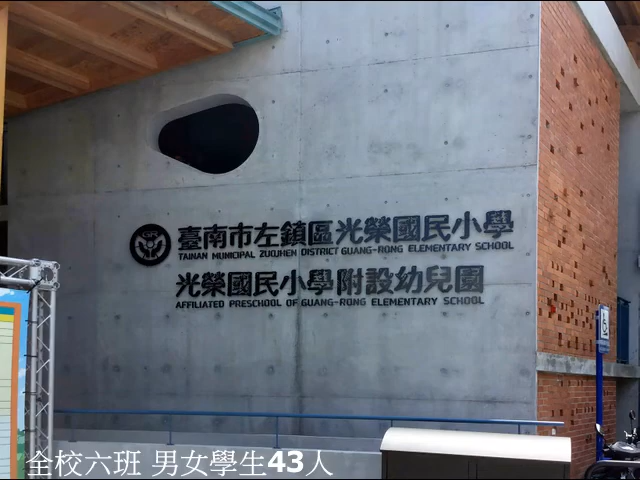 臺南市左鎮區光榮國民小學
TAINAN MUNICIPAL ZUOJHEN DISTRICT GUANG-RONG ELEMENTARY SCHOOL
光榮國民小學附設幼兒園
AFFILIATED PRESCHOOL OF GUANG-RONG ELEMENTARY SCHOOL
全校六班 男女學生43人